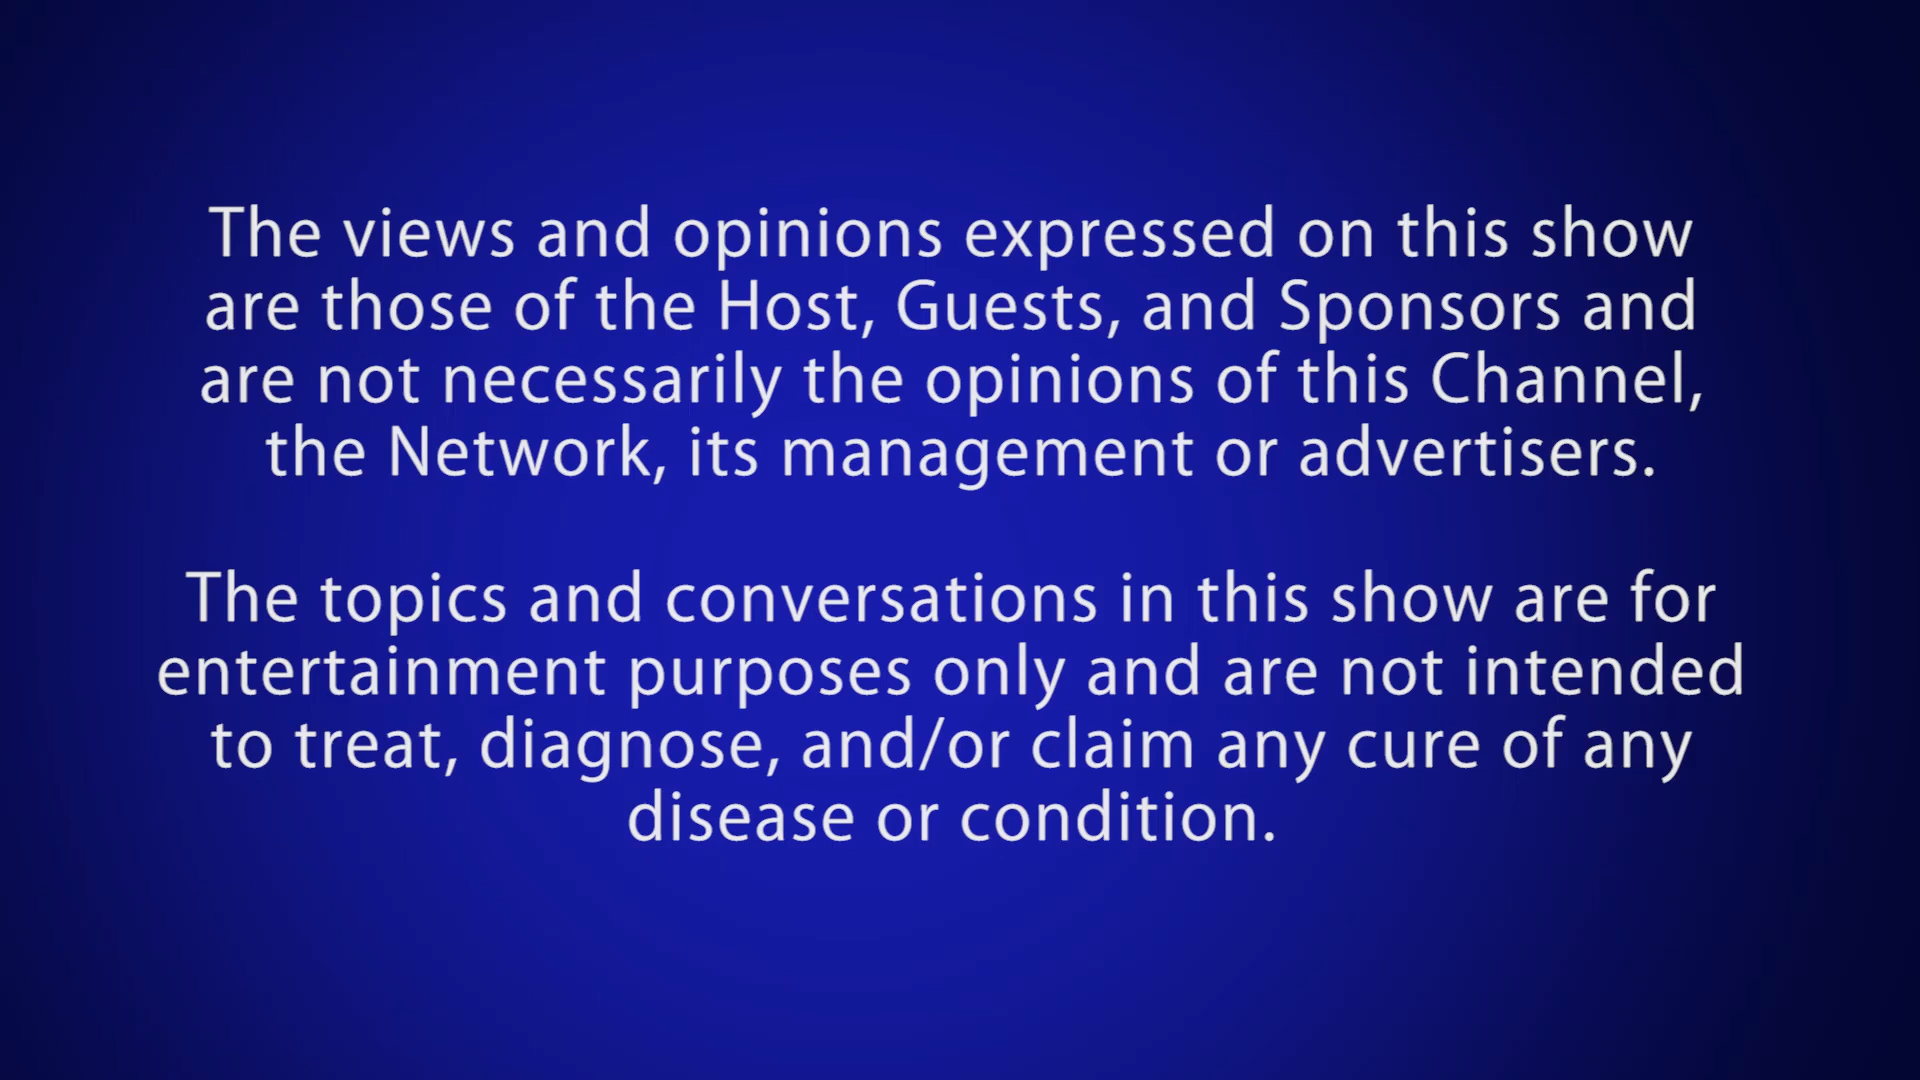 The views and opinions expressed on this show
are those of the Host, Guests, and Sponsors and
are not necessarily the opinions of this Channel,
the Network, its management or advertisers.
The topics and conversations in this show are for
entertainment purposes only and are not intended
to treat, diagnose, and/or claim any cure of any
disease or condition.